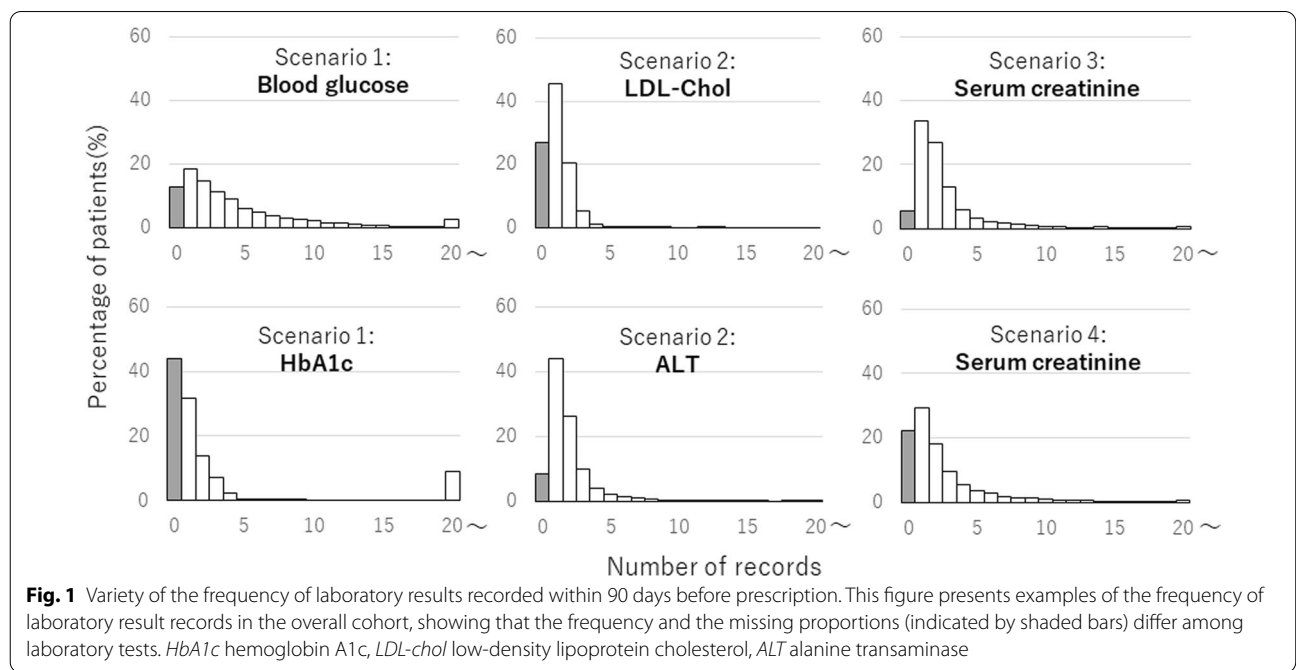 Percentage of patients (%)
60
40
20
0
Scenario 1:
Blood glucose
0 5 10 15 20~
60
40
20
0
Scenario 2:
LDL-Chol
0 5 10 15 20~
60
40
20
0
Scenario 3:
Serum creatinine
0 5 10 15 20~
60
40
20
0
Scenario 1:
HbA1c
0 5 10 15 20~
60
40
20
0
Scenario 2:
ALT
0 5 10 15 20~
60
40
20
0
Scenario 4:
Serum creatinine
0 5 10 15 20~
Number of records
Fig. 1 Variety of the frequency of laboratory results recorded within 90 days before prescription. This figure presents examples of the frequency of
laboratory result records in the overall cohort, showing that the frequency and the missing proportions (indicated by shaded bars) differ among
laboratory tests. HbA1c hemoglobin A1c, LDL-chol low-density lipoprotein cholesterol, ALT alanine transaminase